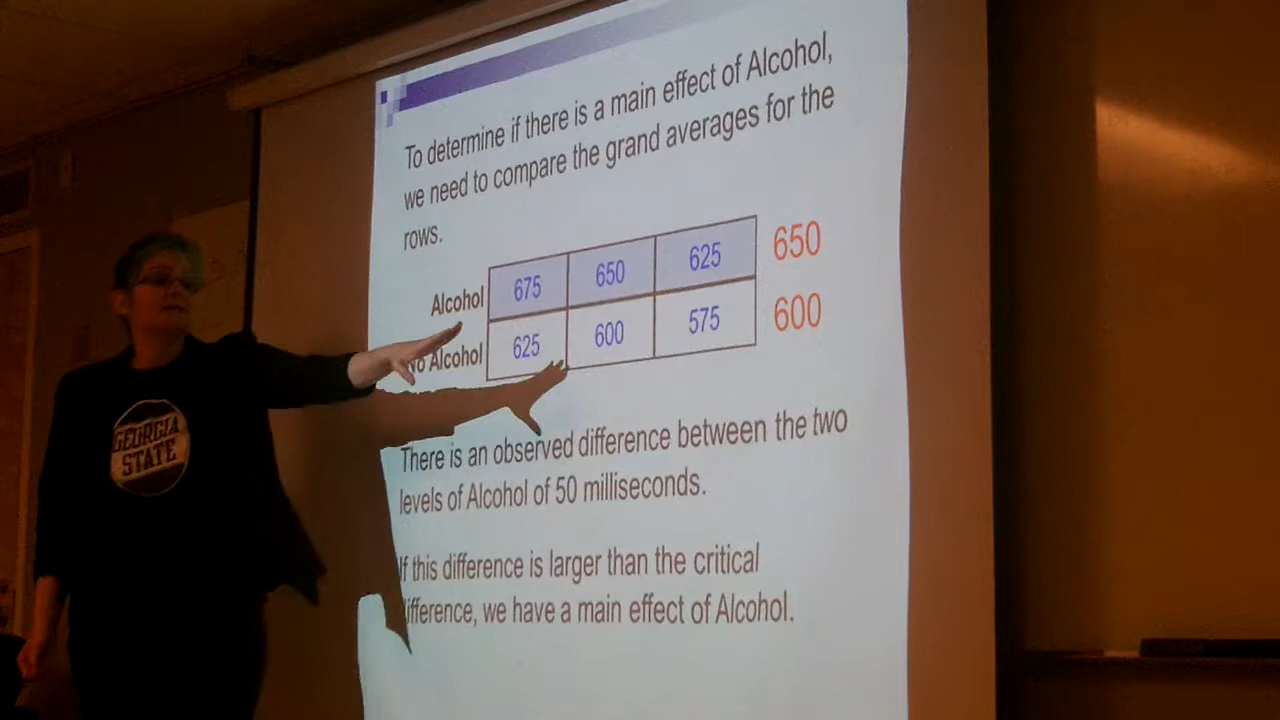 To determine if there is a main effect of Alcohol,
we need to compare the grand averages for the
rows.
Alcohol 675 650 625 650
No Alcohol 625 600 575 600
There is an observed difference between the two
levels of Alcohol of 50 milliseconds.
If this difference is larger than the critical
difference, we have a main effect of Alcohol.
GEORGIA
STATE